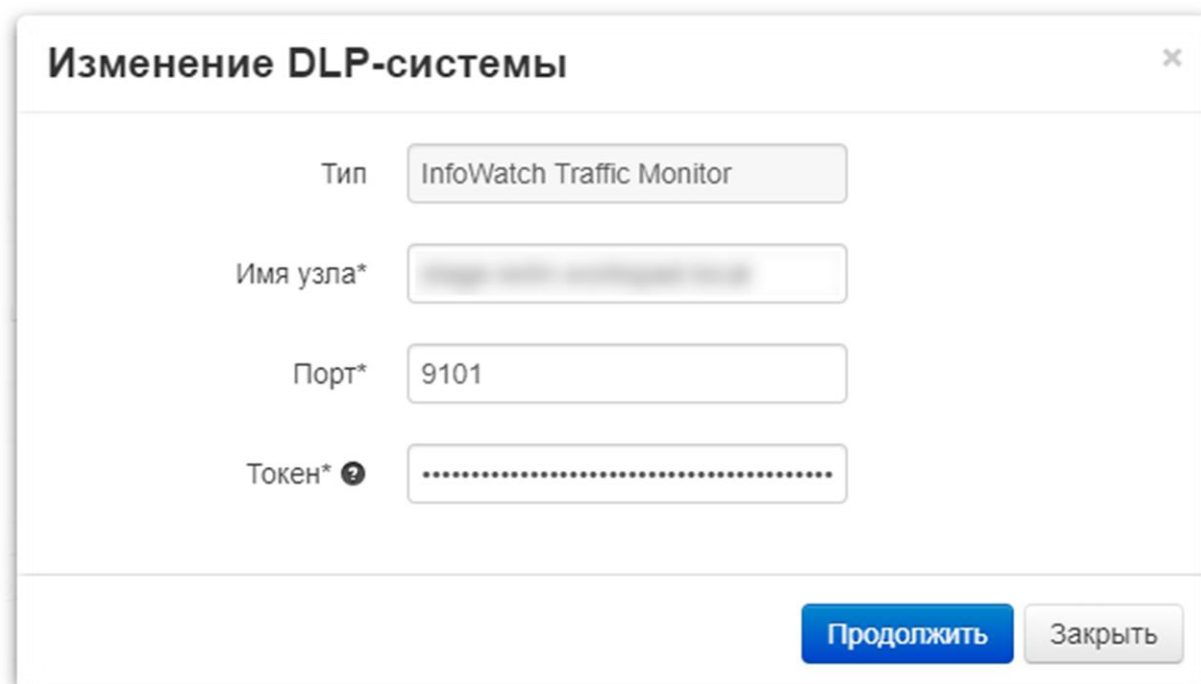 Изменение DLP-системы ×
Тип InfoWatch Traffic Monitor
Имя узла*
Порт* 9101
Токен* ?
Продолжить Закрыть